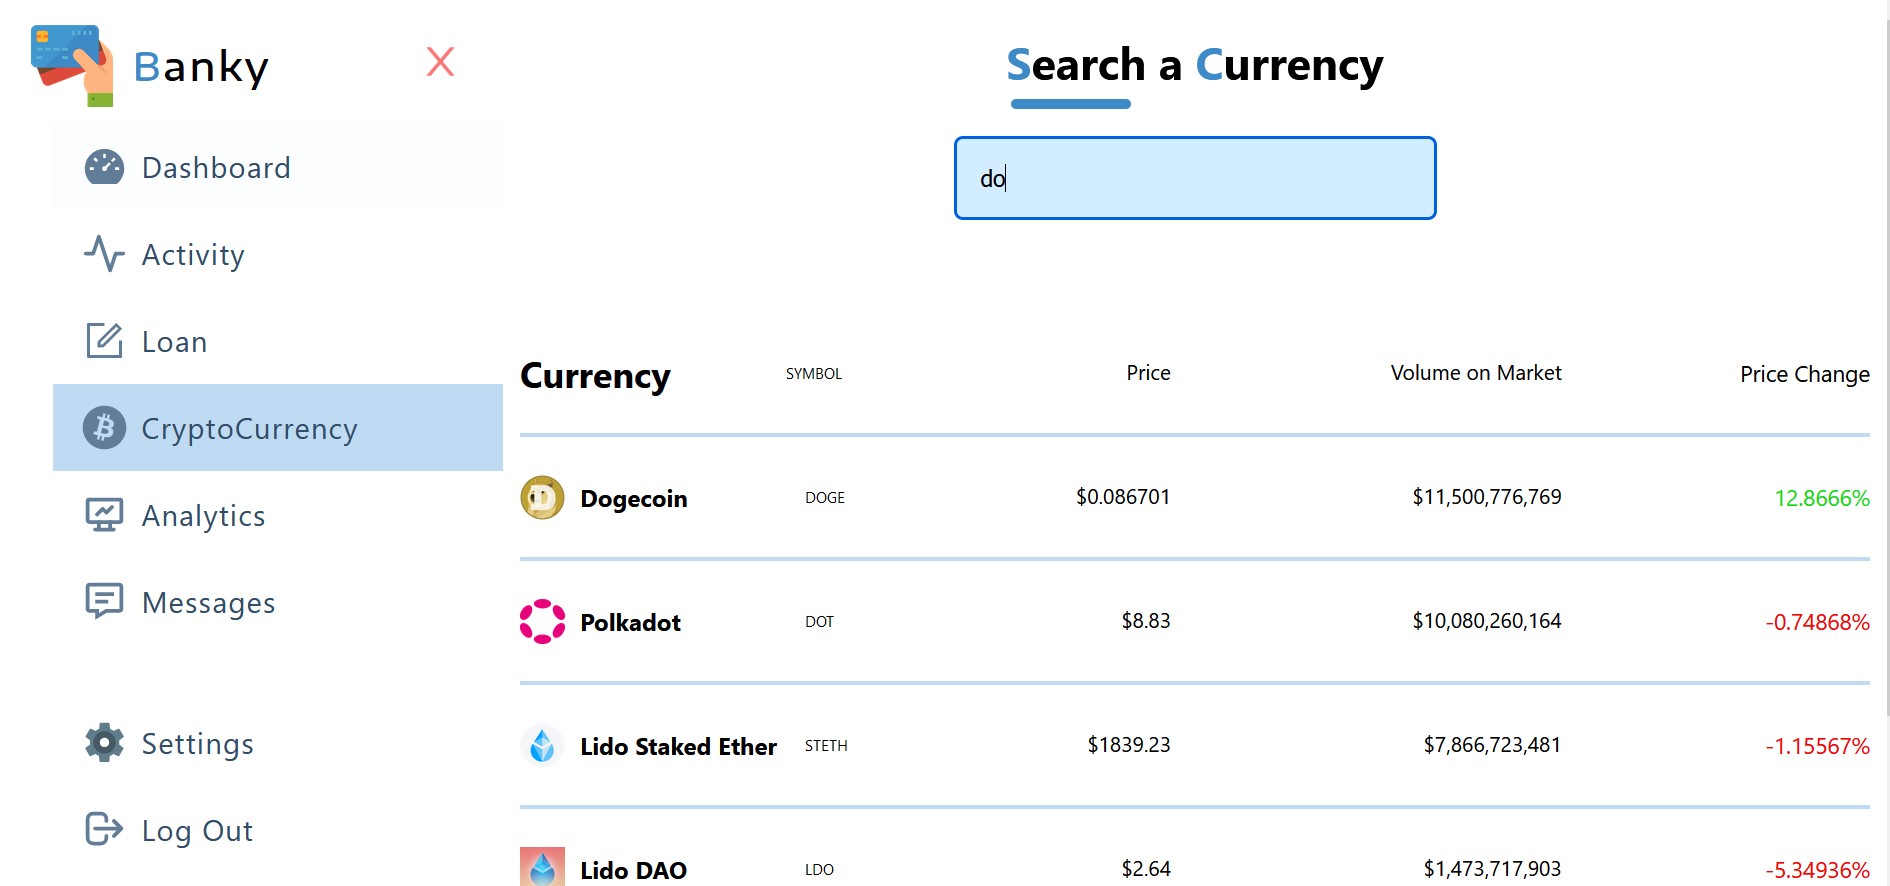 Banky
X
Dashboard
Activity
Loan
CryptoCurrency
Analytics
Messages
Settings
Log Out
Search a Currency
do
Currency SYMBOL Price Volume on Market Price Change
Dogecoin DOGE $0.086701 $11,500,776,769 12.8666%
Polkadot DOT $8.83 $10,080,260,164 -0.74868%
Lido Staked Ether STETH $1839.23 $7,866,723,481 -1.15567%
Lido DAO LDO $2.64 $1,473,717,903 -5.34936%